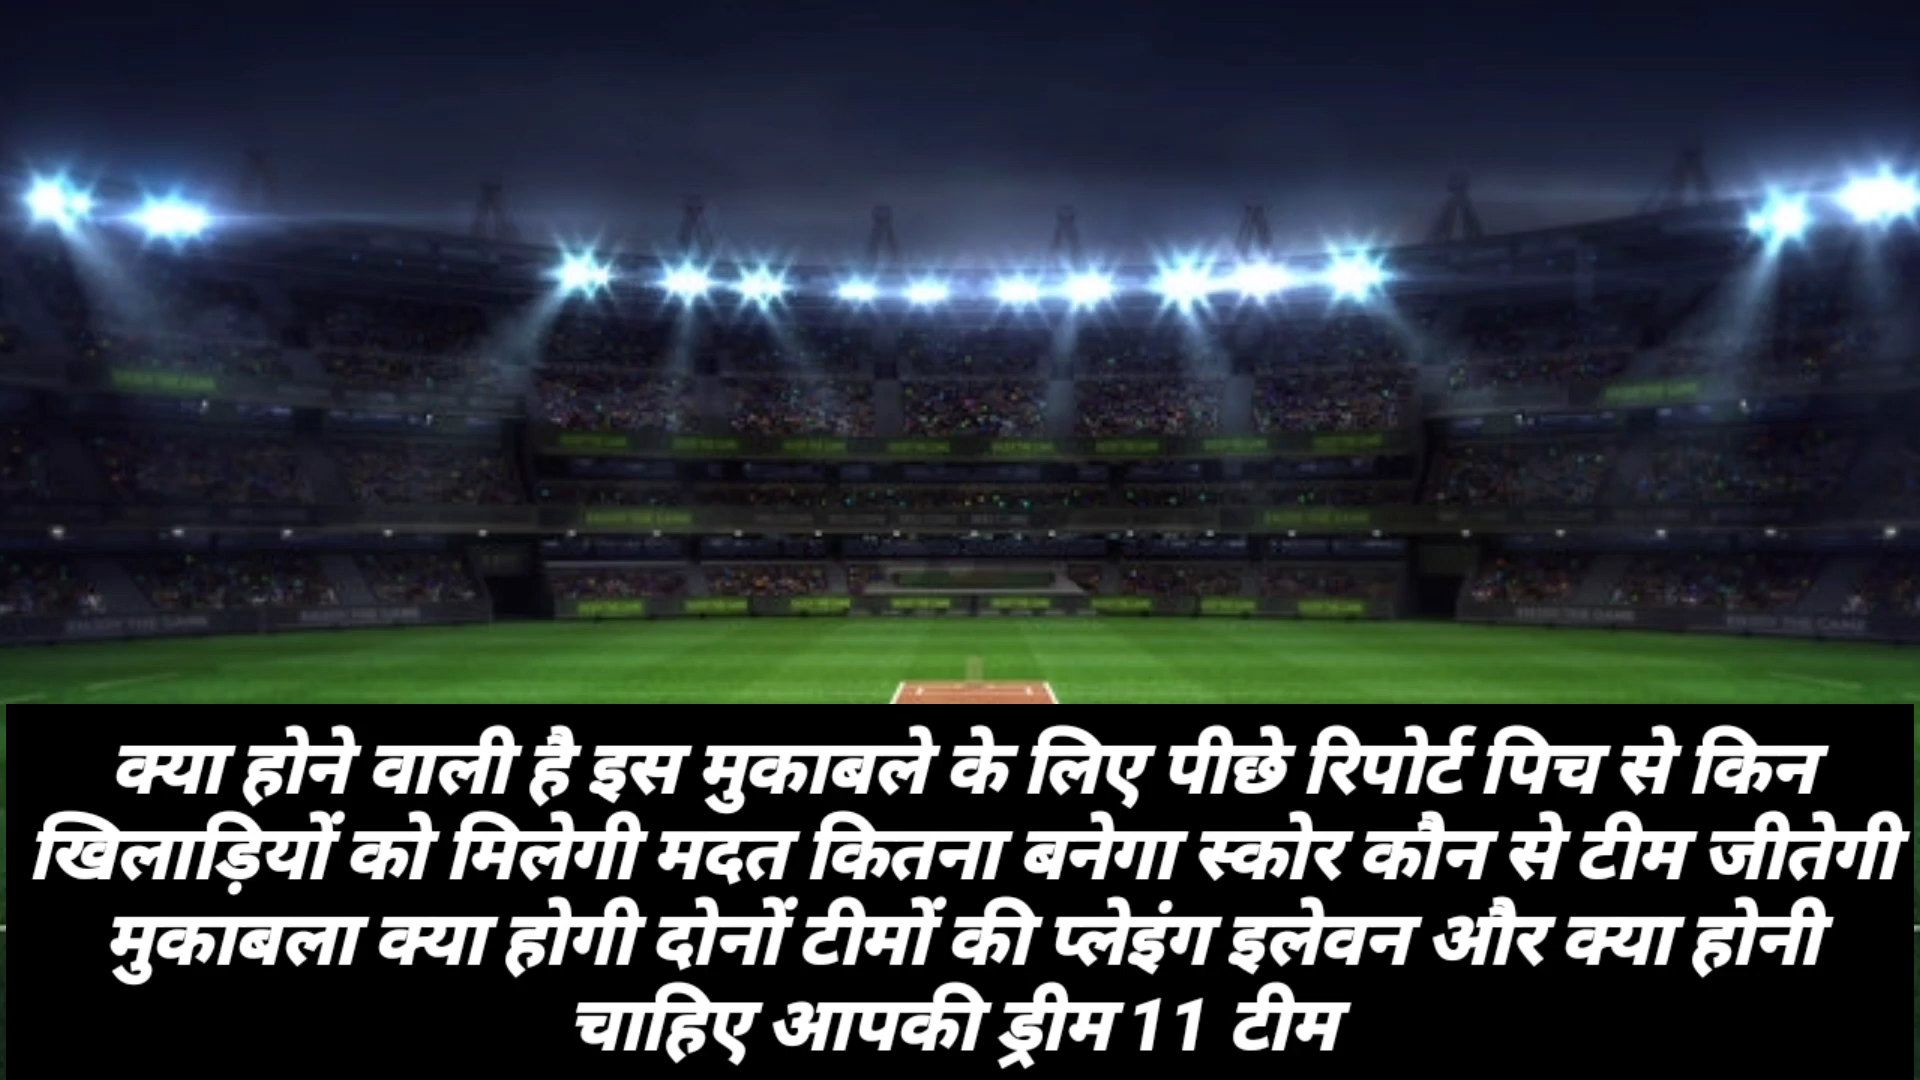 क्या होने वाली है इस मुकाबले के लिए पीछे रिपोर्ट पिच से किन
खिलाड़ियों को मिलेगी मदत कितना बनेगा स्कोर कौन से टीम जीतेगी
मुकाबला क्या होगी दोनों टीमों की प्लेइंग इलेवन और क्या होनी
चाहिए आपकी ड्रीम 11 टीम